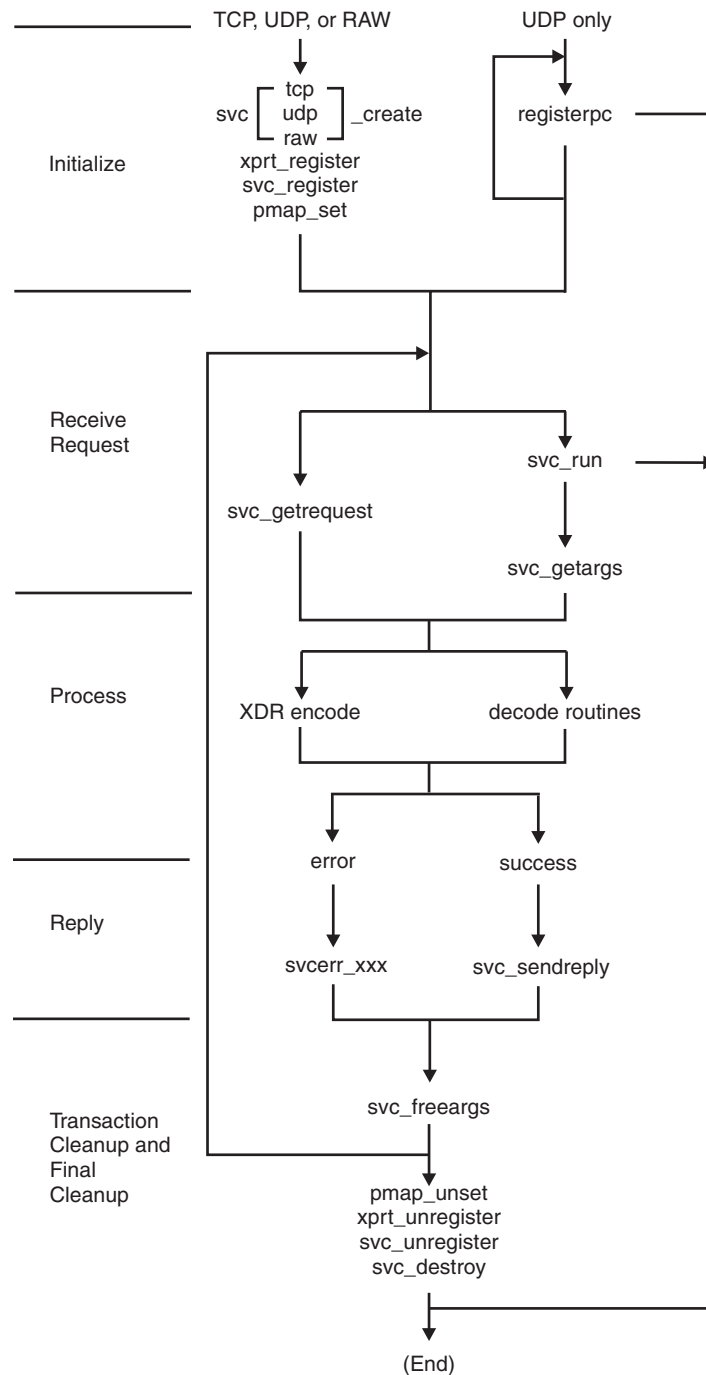 TCP, UDP, or RAW
UDP only
tcp
svc udp _create
raw
registerpc
Initialize
xprt_register
svc_register
pmap_set
Receive
Request
svc_run
svc_getrequest
svc_getargs
Process
XDR encode
decode routines
error
success
Reply
svcerr_xxx
svc_sendreply
svc_freeargs
Transaction
Cleanup and
Final
Cleanup
pmap_unset
xprt_unregister
svc_unregister
svc_destroy
(End)